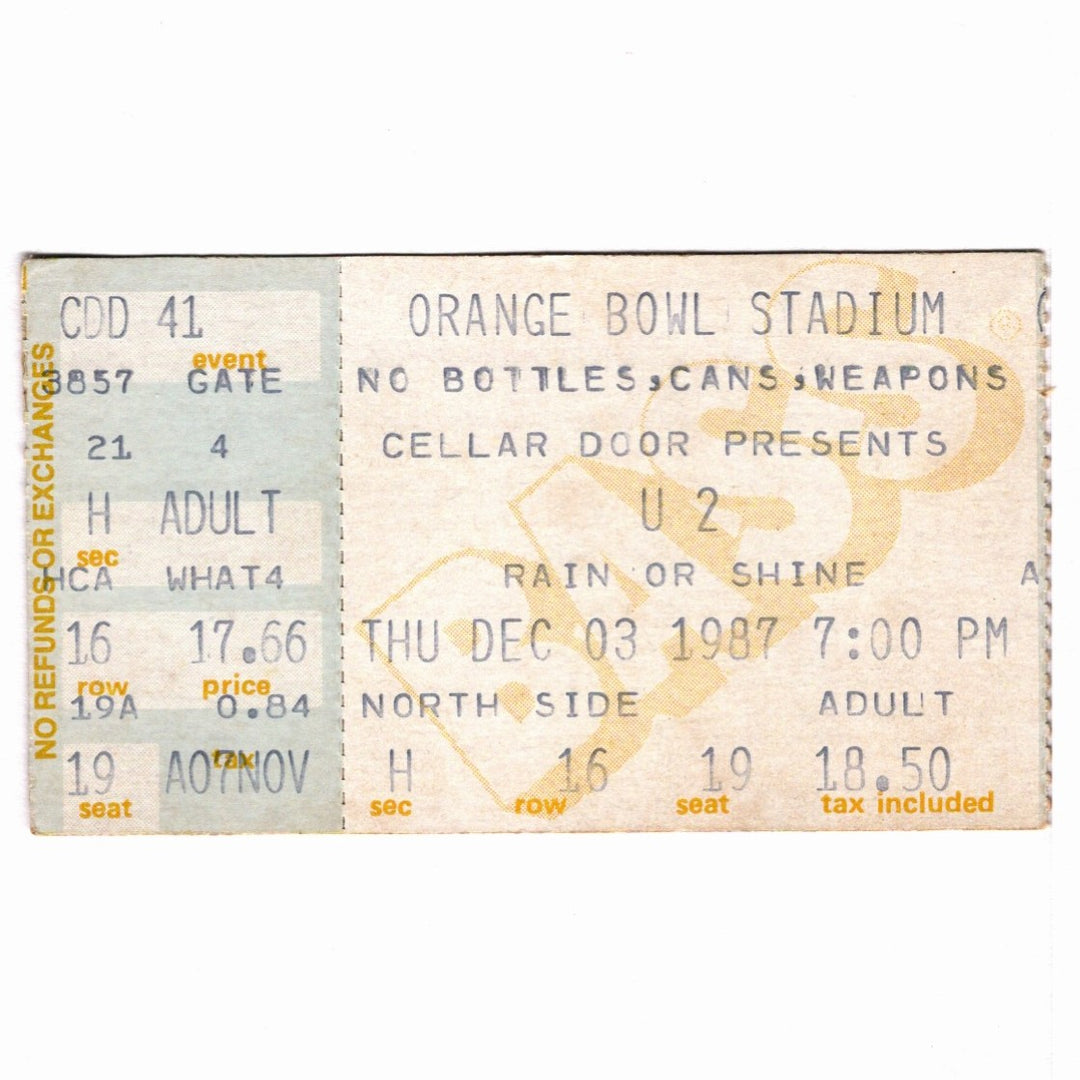 NO REFUNDS OR EXCHANGES
CDD 41
event
3857 GATE
21 4
H ADULT
sec
HCA WHAT4
16 17.66
row price
19A 0.84
tax
19 A07NOV
seat
ORANGE BOWL STADIUM
NO BOTTLES,CANS,WEAPONS
CELLAR DOOR PRESENTS
U 2
RAIN OR SHINE
THU DEC 03 1987 7:00 PM
NORTH SIDE ADULT
H 16 19 18.50
sec row seat tax included
BASS
®
A